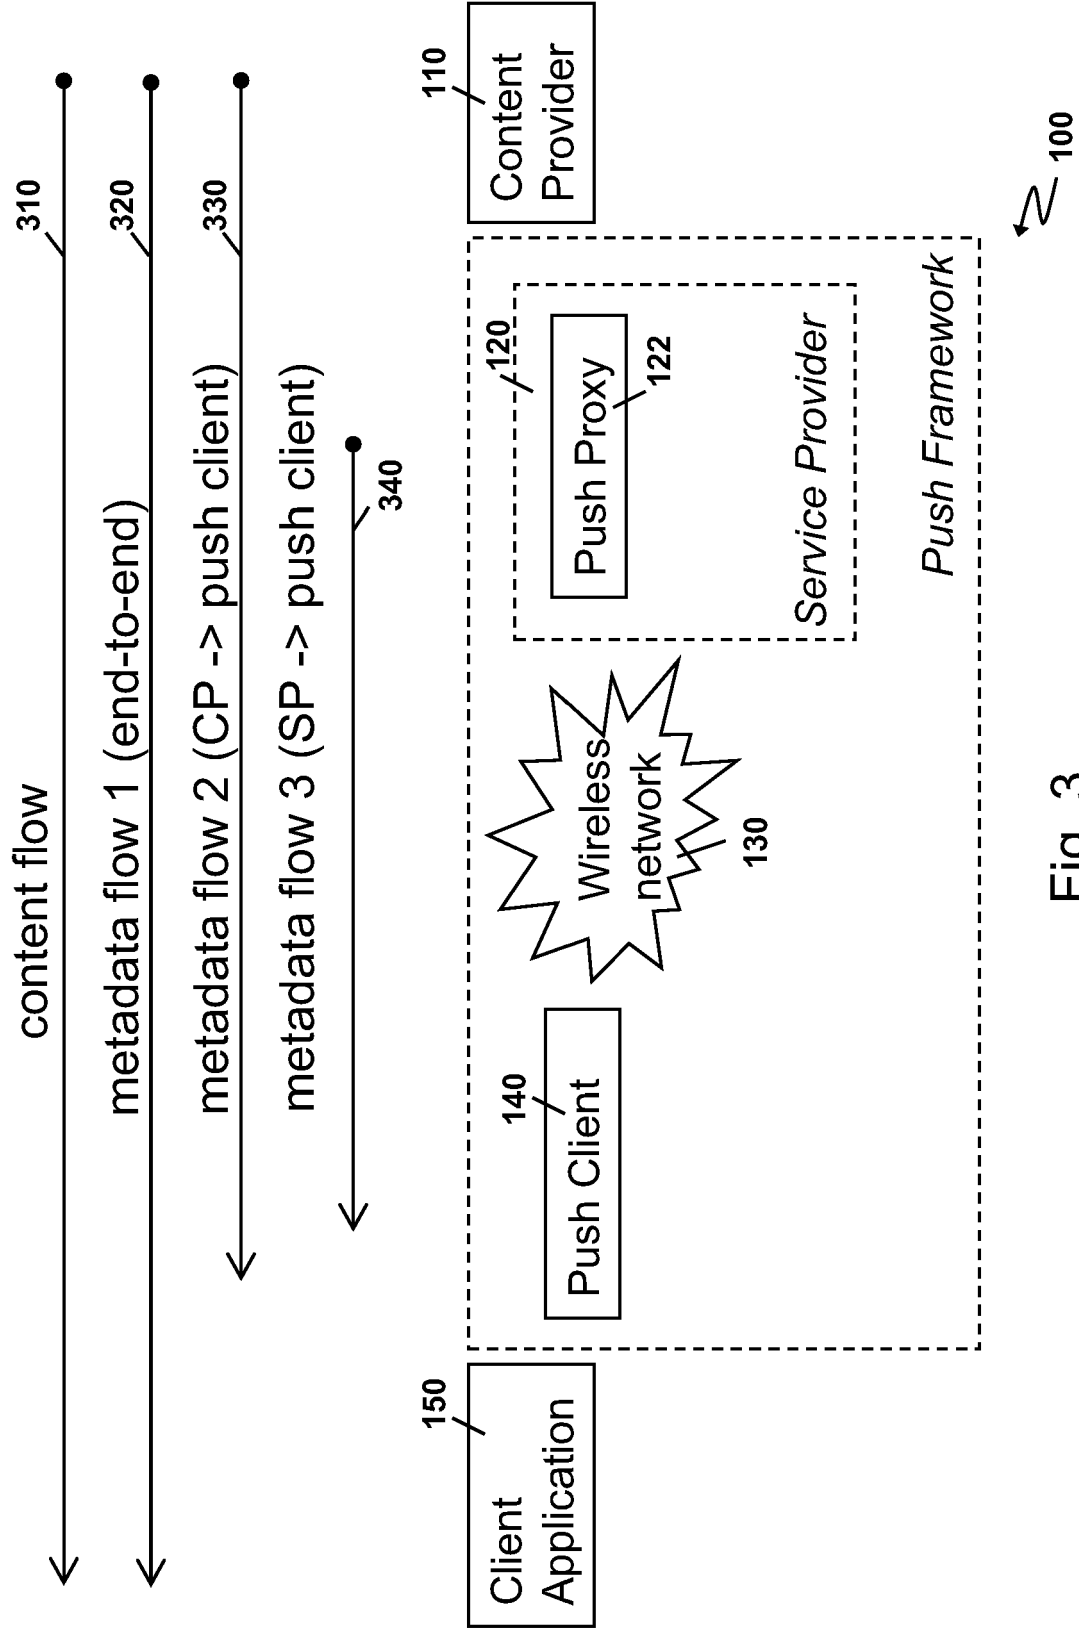 content flow
310
metadata flow 1 (end-to-end)
320
metadata flow 2 (CP -> push client)
330
metadata flow 3 (SP -> push client)
340
150
Client
Application
140
Push Client
Wireless
network
130
120
Push Proxy
122
Service Provider
Push Framework
110
Content
Provider
100
Fig. 3